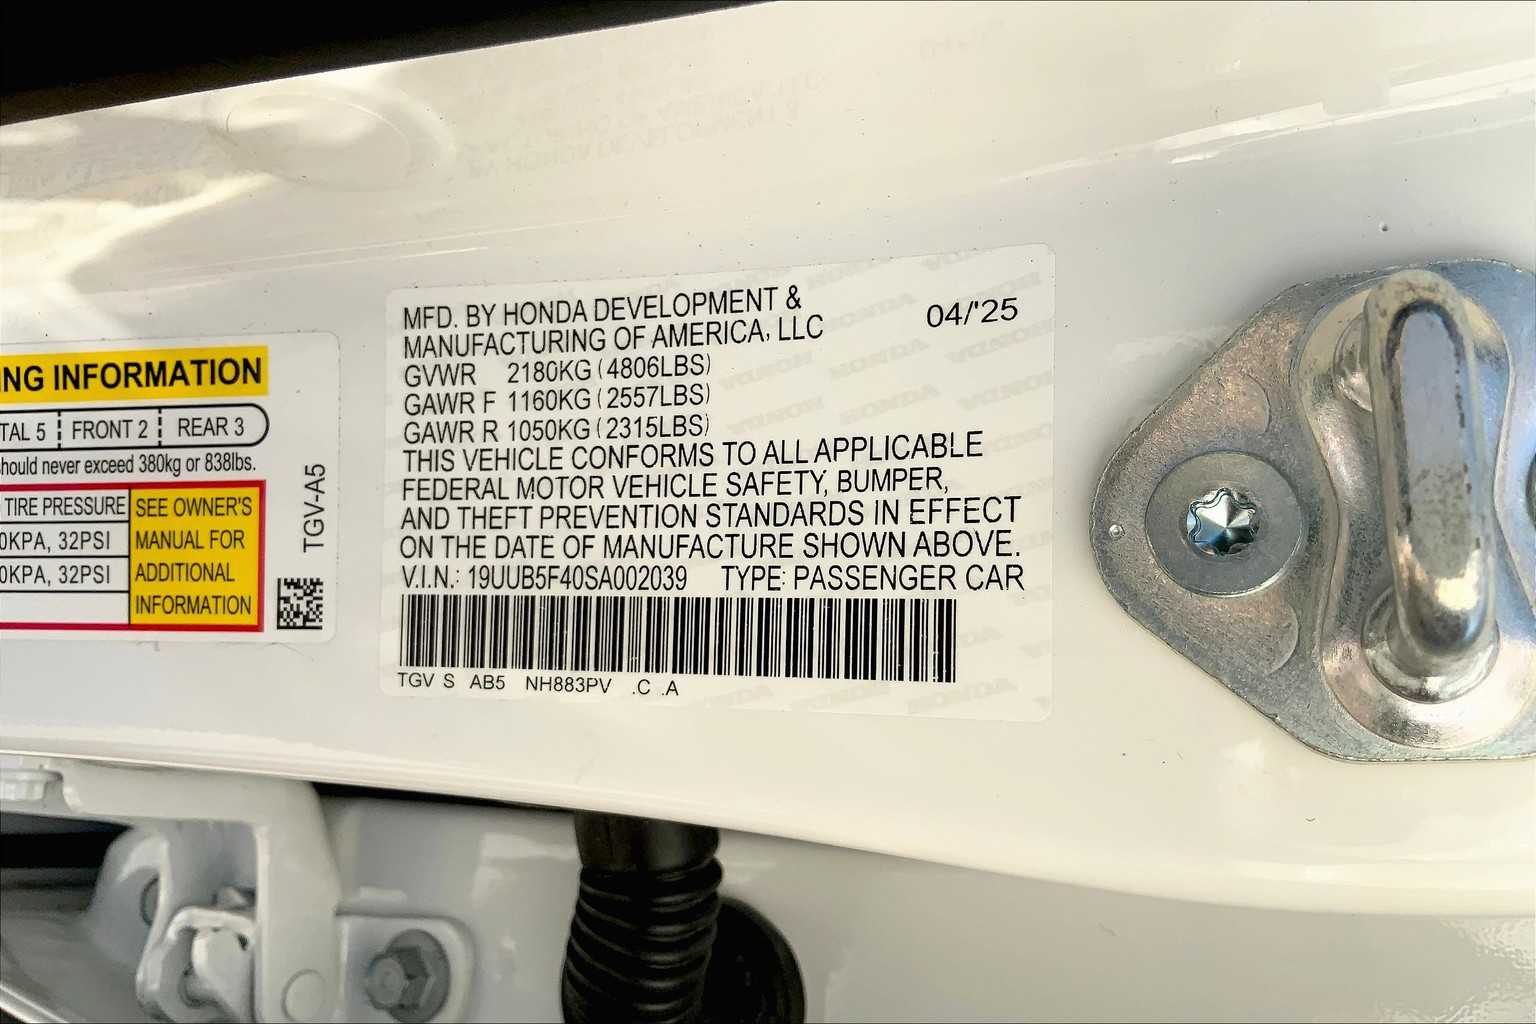 NG INFORMATION
TAL 5 FRONT 2 REAR 3
should never exceed 380kg or 838lbs.
TIRE PRESSURE
0KPA, 32PSI
0KPA, 32PSI
SEE OWNER'S
MANUAL FOR
ADDITIONAL
INFORMATION
TGV-A5
MFD. BY HONDA DEVELOPMENT &
MANUFACTURING OF AMERICA, LLC
04/'25
GVWR 2180KG (4806LBS)
GAWR F 1160KG (2557LBS)
GAWR R 1050KG (2315LBS)
THIS VEHICLE CONFORMS TO ALL APPLICABLE
FEDERAL MOTOR VEHICLE SAFETY, BUMPER,
AND THEFT PREVENTION STANDARDS IN EFFECT
ON THE DATE OF MANUFACTURE SHOWN ABOVE.
V.I.N.: 19UUB5F40SA002039 TYPE: PASSENGER CAR
TGV S AB5 NH883PV .C .A